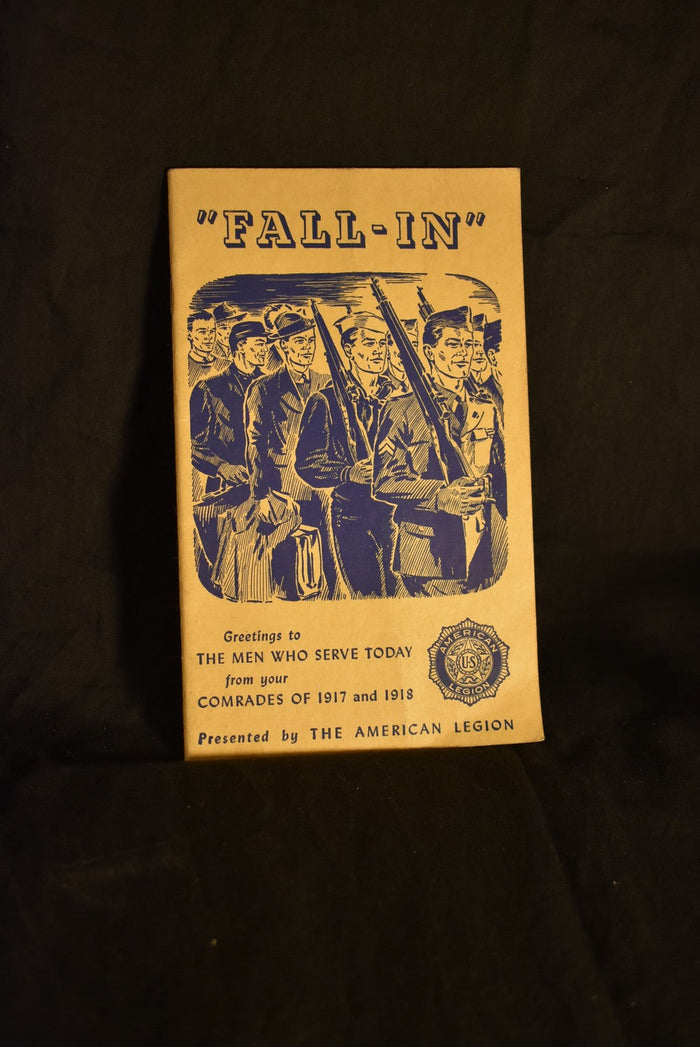 "FALL-IN"
Greetings to
THE MEN WHO SERVE TODAY
from your
COMRADES OF 1917 and 1918
AMERICAN
US
LEGION
Presented by THE AMERICAN LEGION